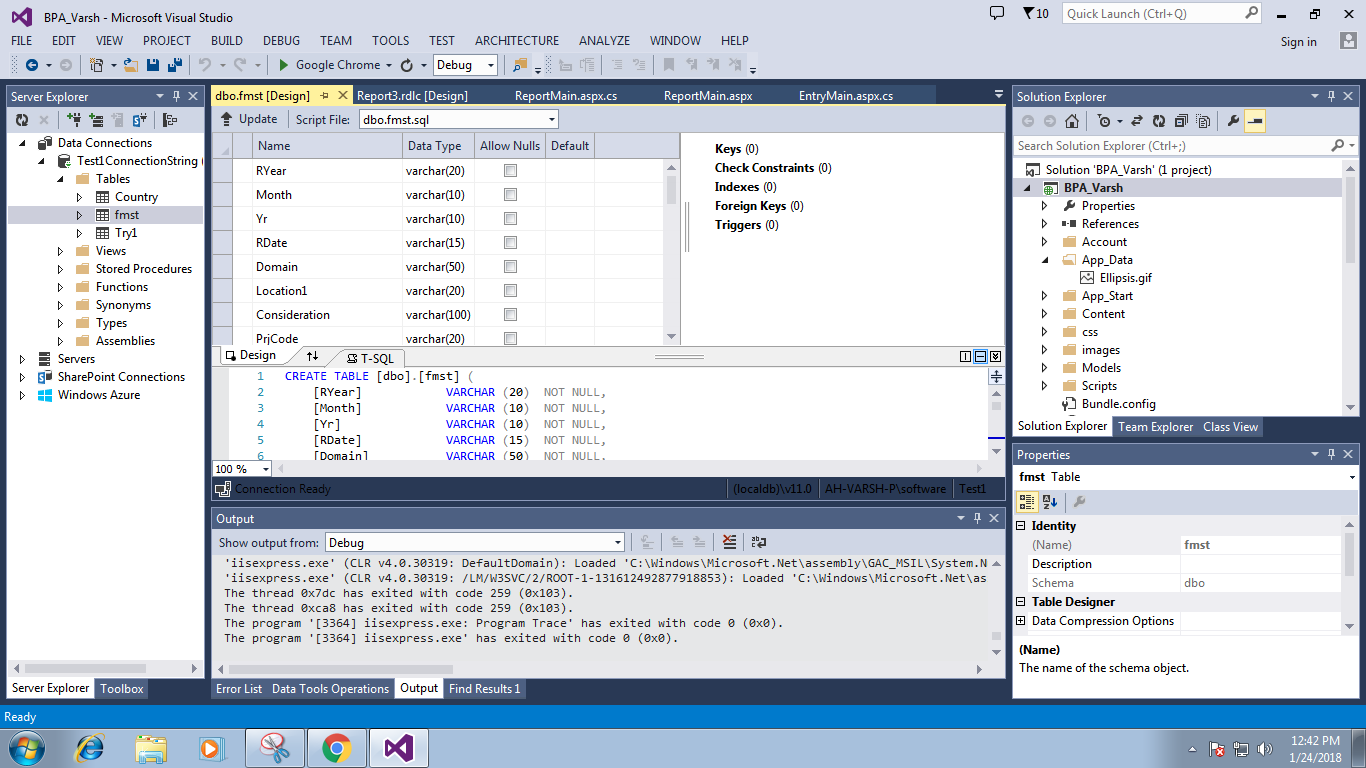 BPA_Varsh - Microsoft Visual Studio
10
Quick Launch (Ctrl+Q)
FILE EDIT VIEW PROJECT BUILD DEBUG TEAM TOOLS TEST ARCHITECTURE ANALYZE WINDOW HELP
Sign in
Google Chrome
Debug
Server Explorer
Data Connections
Test1ConnectionString (
Tables
Country
fmst
Try1
Views
Stored Procedures
Functions
Synonyms
Types
Assemblies
Servers
SharePoint Connections
Windows Azure
Server Explorer Toolbox
dbo.fmst [Design] Report3.rdlc [Design] ReportMain.aspx.cs ReportMain.aspx EntryMain.aspx.cs
Update Script File: dbo.fmst.sql
Name Data Type Allow Nulls Default
RYear varchar(20)
Month varchar(10)
Yr varchar(10)
RDate varchar(15)
Domain varchar(50)
Location1 varchar(20)
Consideration varchar(100)
PrjCode varchar(20)
Keys (0)
Check Constraints (0)
Indexes (0)
Foreign Keys (0)
Triggers (0)
Design T-SQL
1 CREATE TABLE [dbo].[fmst] (
2 [RYear] VARCHAR (20) NOT NULL,
3 [Month] VARCHAR (10) NOT NULL,
4 [Yr] VARCHAR (10) NOT NULL,
5 [RDate] VARCHAR (15) NOT NULL,
6 [Domain] VARCHAR (50) NOT NULL,
100 %
Connection Ready (localdb)\v11.0 AH-VARSH-P\software Test1
Output
Show output from: Debug
'iisexpress.exe' (CLR v4.0.30319: DefaultDomain): Loaded 'C:\Windows\Microsoft.Net\assembly\GAC_MSIL\System.N
'iisexpress.exe' (CLR v4.0.30319: /LM/W3SVC/2/ROOT-1-131612492877918853): Loaded 'C:\Windows\Microsoft.Net\as
The thread 0x7dc has exited with code 259 (0x103).
The thread 0xca8 has exited with code 259 (0x103).
The program '[3364] iisexpress.exe: Program Trace' has exited with code 0 (0x0).
The program '[3364] iisexpress.exe' has exited with code 0 (0x0).
Error List Data Tools Operations Output Find Results 1
Solution Explorer
Search Solution Explorer (Ctrl+;)
Solution 'BPA_Varsh' (1 project)
BPA_Varsh
Properties
References
Account
App_Data
Ellipsis.gif
App_Start
Content
css
images
Models
Scripts
Bundle.config
Solution Explorer Team Explorer Class View
Properties
fmst Table
Identity
(Name) fmst
Description
Schema dbo
Table Designer
Data Compression Options
(Name)
The name of the schema object.
Ready
12:42 PM
1/24/2018